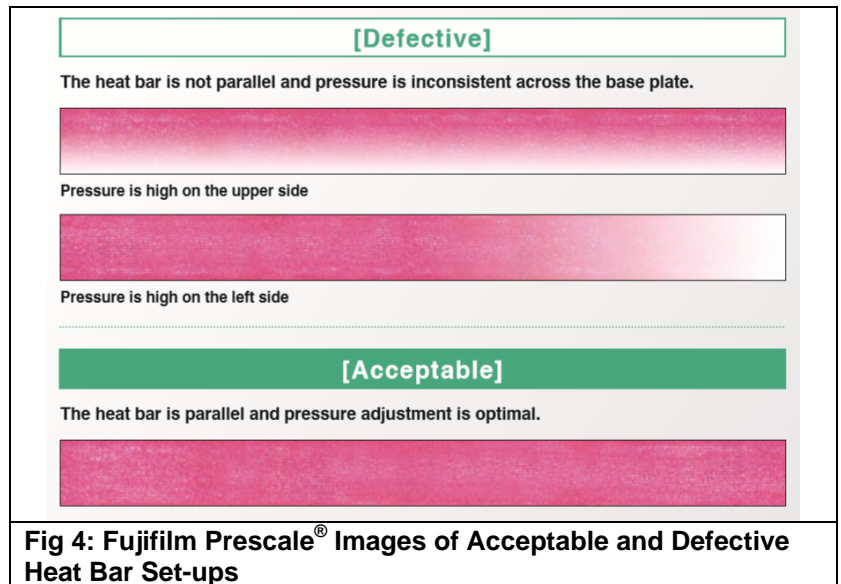 [Defective]
The heat bar is not parallel and pressure is inconsistent across the base plate.
Pressure is high on the upper side
Pressure is high on the left side
[Acceptable]
The heat bar is parallel and pressure adjustment is optimal.
Fig 4: Fujifilm Prescale® Images of Acceptable and Defective
Heat Bar Set-ups